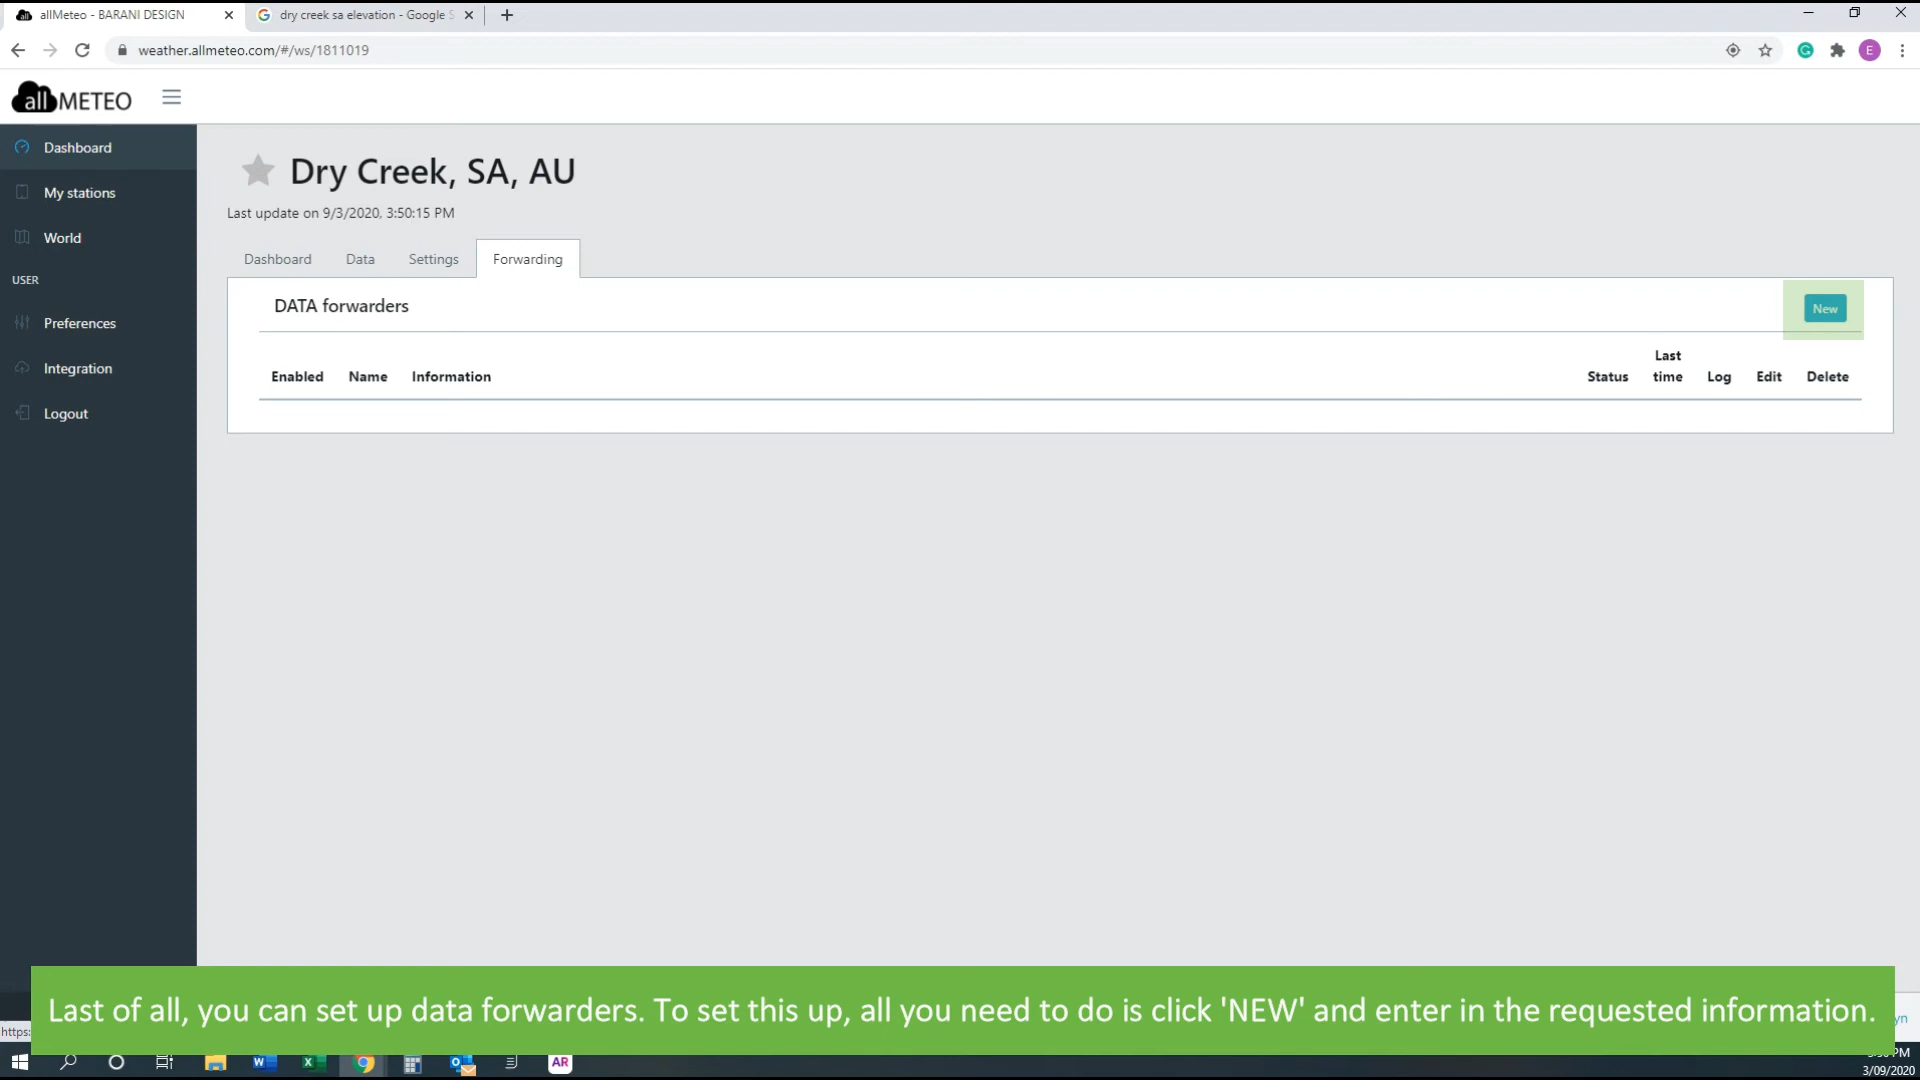 allMeteo - BARANI DESIGN
dry creek sa elevation - Google S
weather.allmeteo.com/#/ws/1811019
E
allMETEO
Dashboard
My stations
World
USER
Preferences
Integration
Logout
Dry Creek, SA, AU
Last update on 9/3/2020, 3:50:15 PM
Dashboard Data Settings Forwarding
DATA forwarders
New
Enabled Name Information Status Last time Log Edit Delete
Last of all, you can set up data forwarders. To set this up, all you need to do is click 'NEW' and enter in the requested information.
https:
AR
PM
3/09/2020